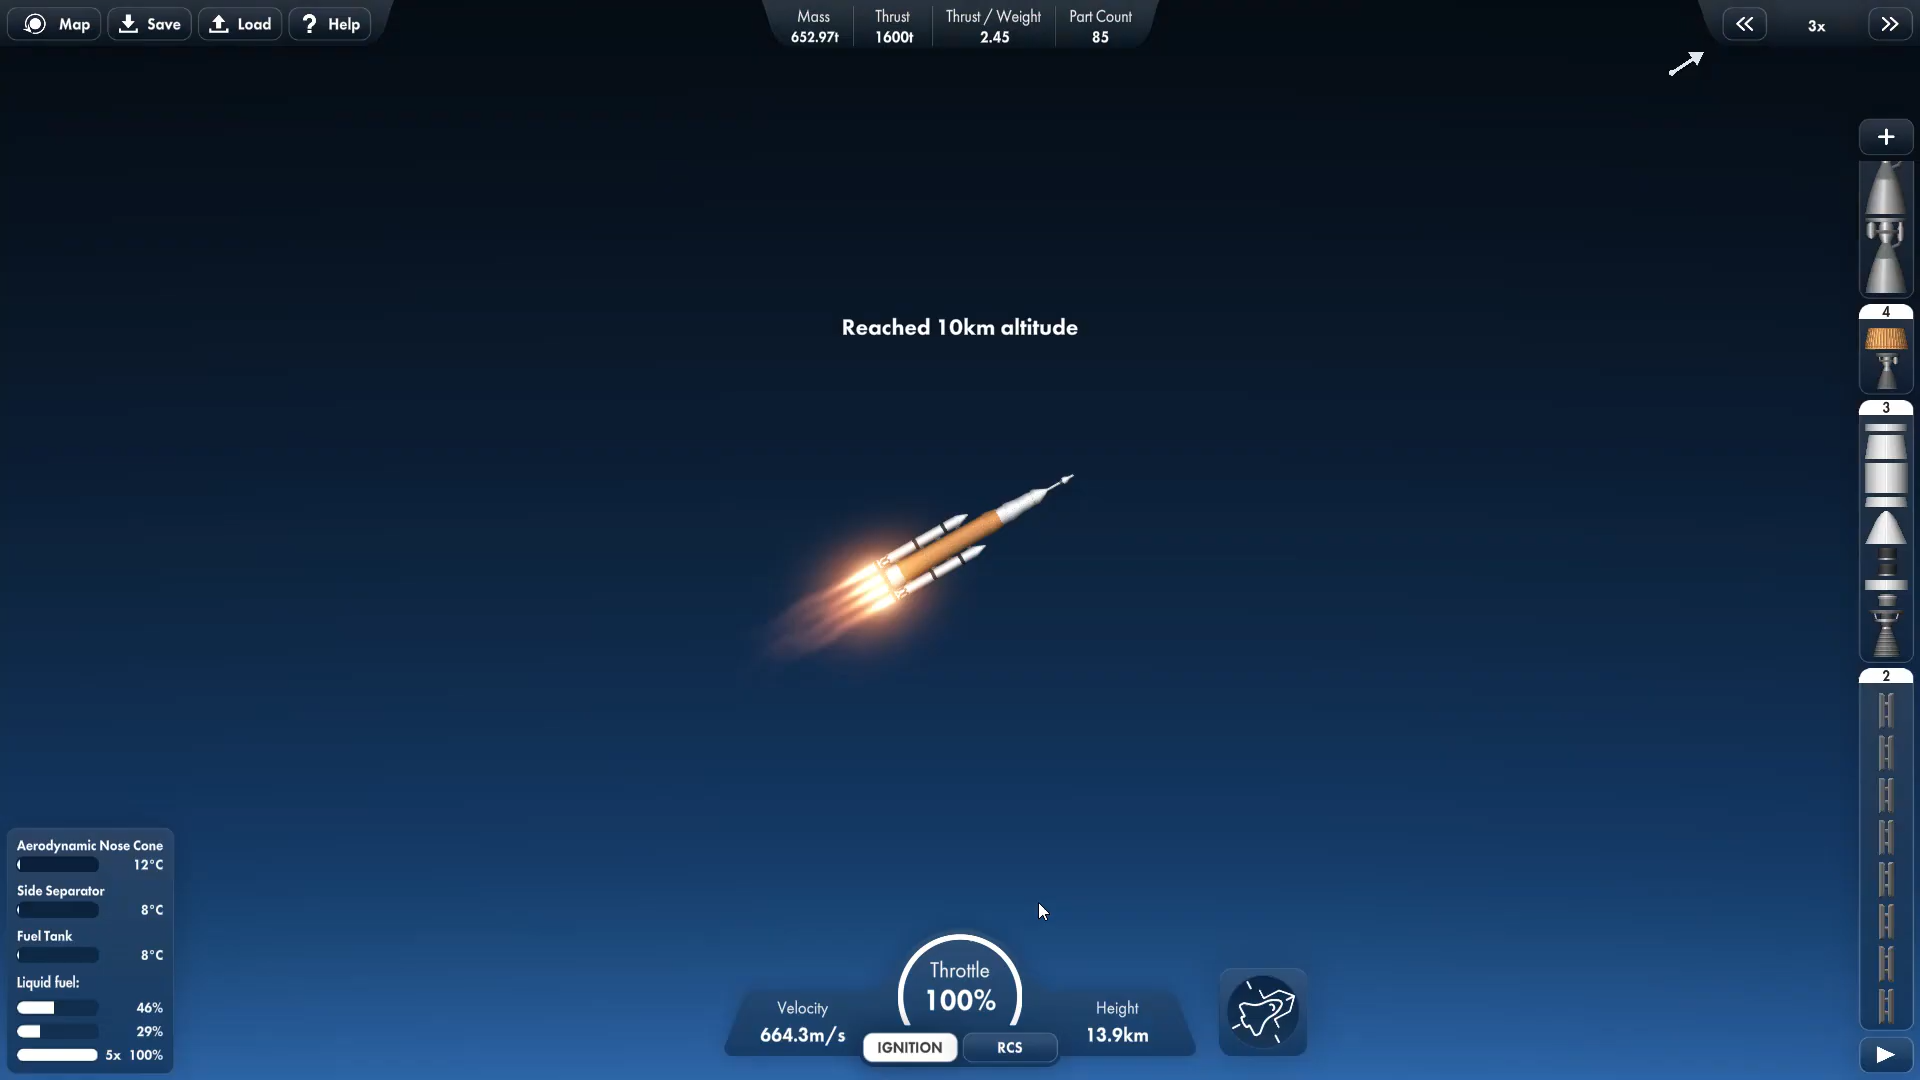 Map
Save
Load
Help
Mass
652.97t
Thrust
1600t
Thrust / Weight
2.45
Part Count
85
3x
Reached 10km altitude
4
3
2
Aerodynamic Nose Cone
12°C
Side Separator
8°C
Fuel Tank
8°C
Liquid fuel:
46%
29%
5x 100%
Throttle
100%
Velocity
664.3m/s
Height
13.9km
IGNITION
RCS